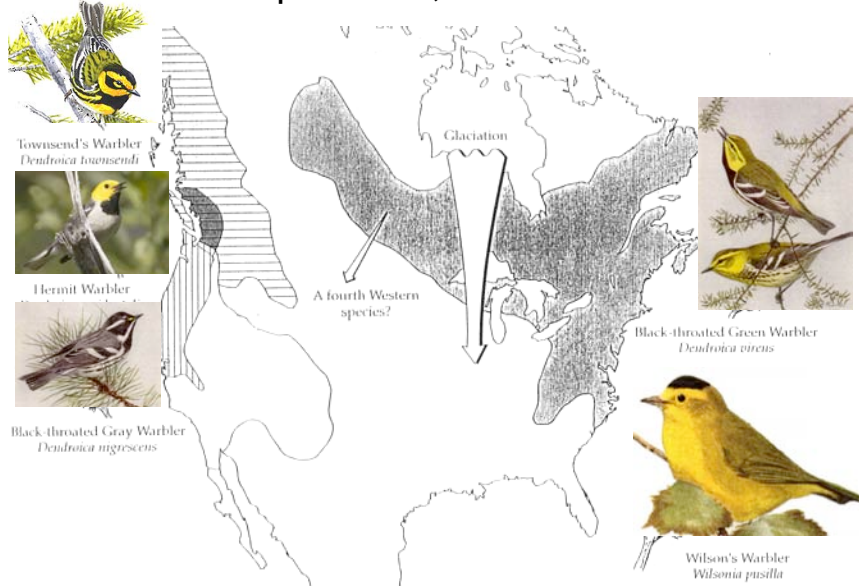 Townsend's Warbler
Dendroica townsendi
Hermit Warbler
Black-throated Gray Warbler
Dendroica nigrescens
Glaciation
A fourth Western
species?
Black-throated Green Warbler
Dendroica virens
Wilson's Warbler
Wilsonia pusilla